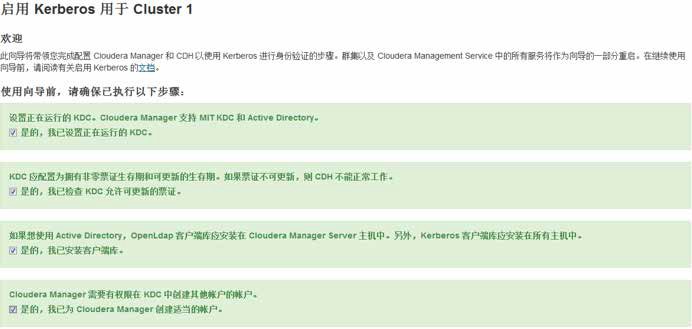 启用 Kerberos 用于 Cluster 1
欢迎
此向导将带领您完成配置 Cloudera Manager 和 CDH 以使用 Kerberos 进行身份验证的步骤。群集以及 Cloudera Management Service 中的所有服务将作为向导的一部分重启。在继续使用
向导前，请阅读有关启用 Kerberos 的文档。
使用向导前，请确保已执行以下步骤：
设置正在运行的 KDC。Cloudera Manager 支持 MIT KDC 和 Active Directory。
是的，我已设置正在运行的 KDC。
KDC 应配置为拥有非零票证生存期和可更新的生存期。如果票证不可更新，则 CDH 不能正常工作。
是的，我已检查 KDC 允许可更新的票证。
如果想使用 Active Directory，OpenLdap 客户端库应安装在 Cloudera Manager Server 主机中。另外，Kerberos 客户端库应安装在所有主机中。
是的，我已安装客户端库。
Cloudera Manager 需要有权限在 KDC 中创建其他帐户的帐户。
是的，我已为 Cloudera Manager 创建适当的帐户。